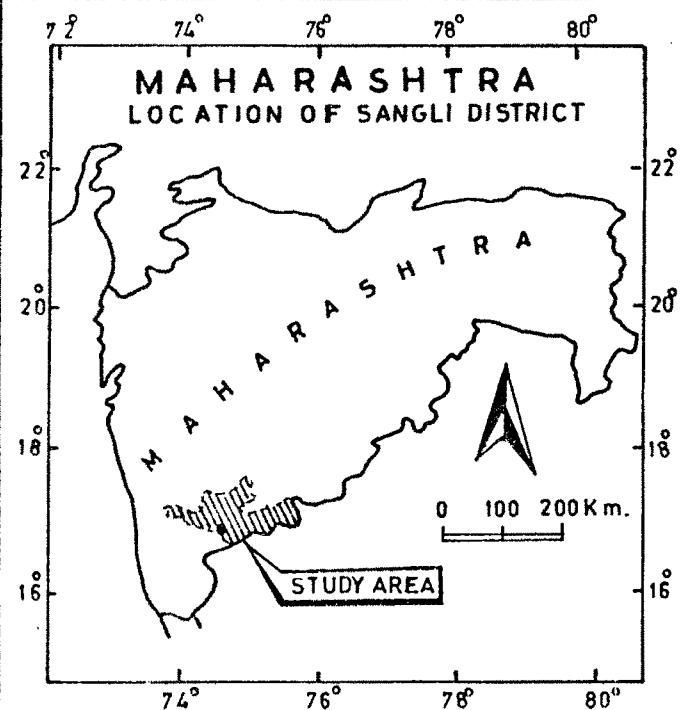 72° 74° 76° 78° 80°
MAHARASHTRA
LOCATION OF SANGLI DISTRICT
22° 22°
MAHARASHTRA
20° 20°
18° 18°
0 100 200 Km.
16° 16°
STUDY AREA
74° 76° 78° 80°